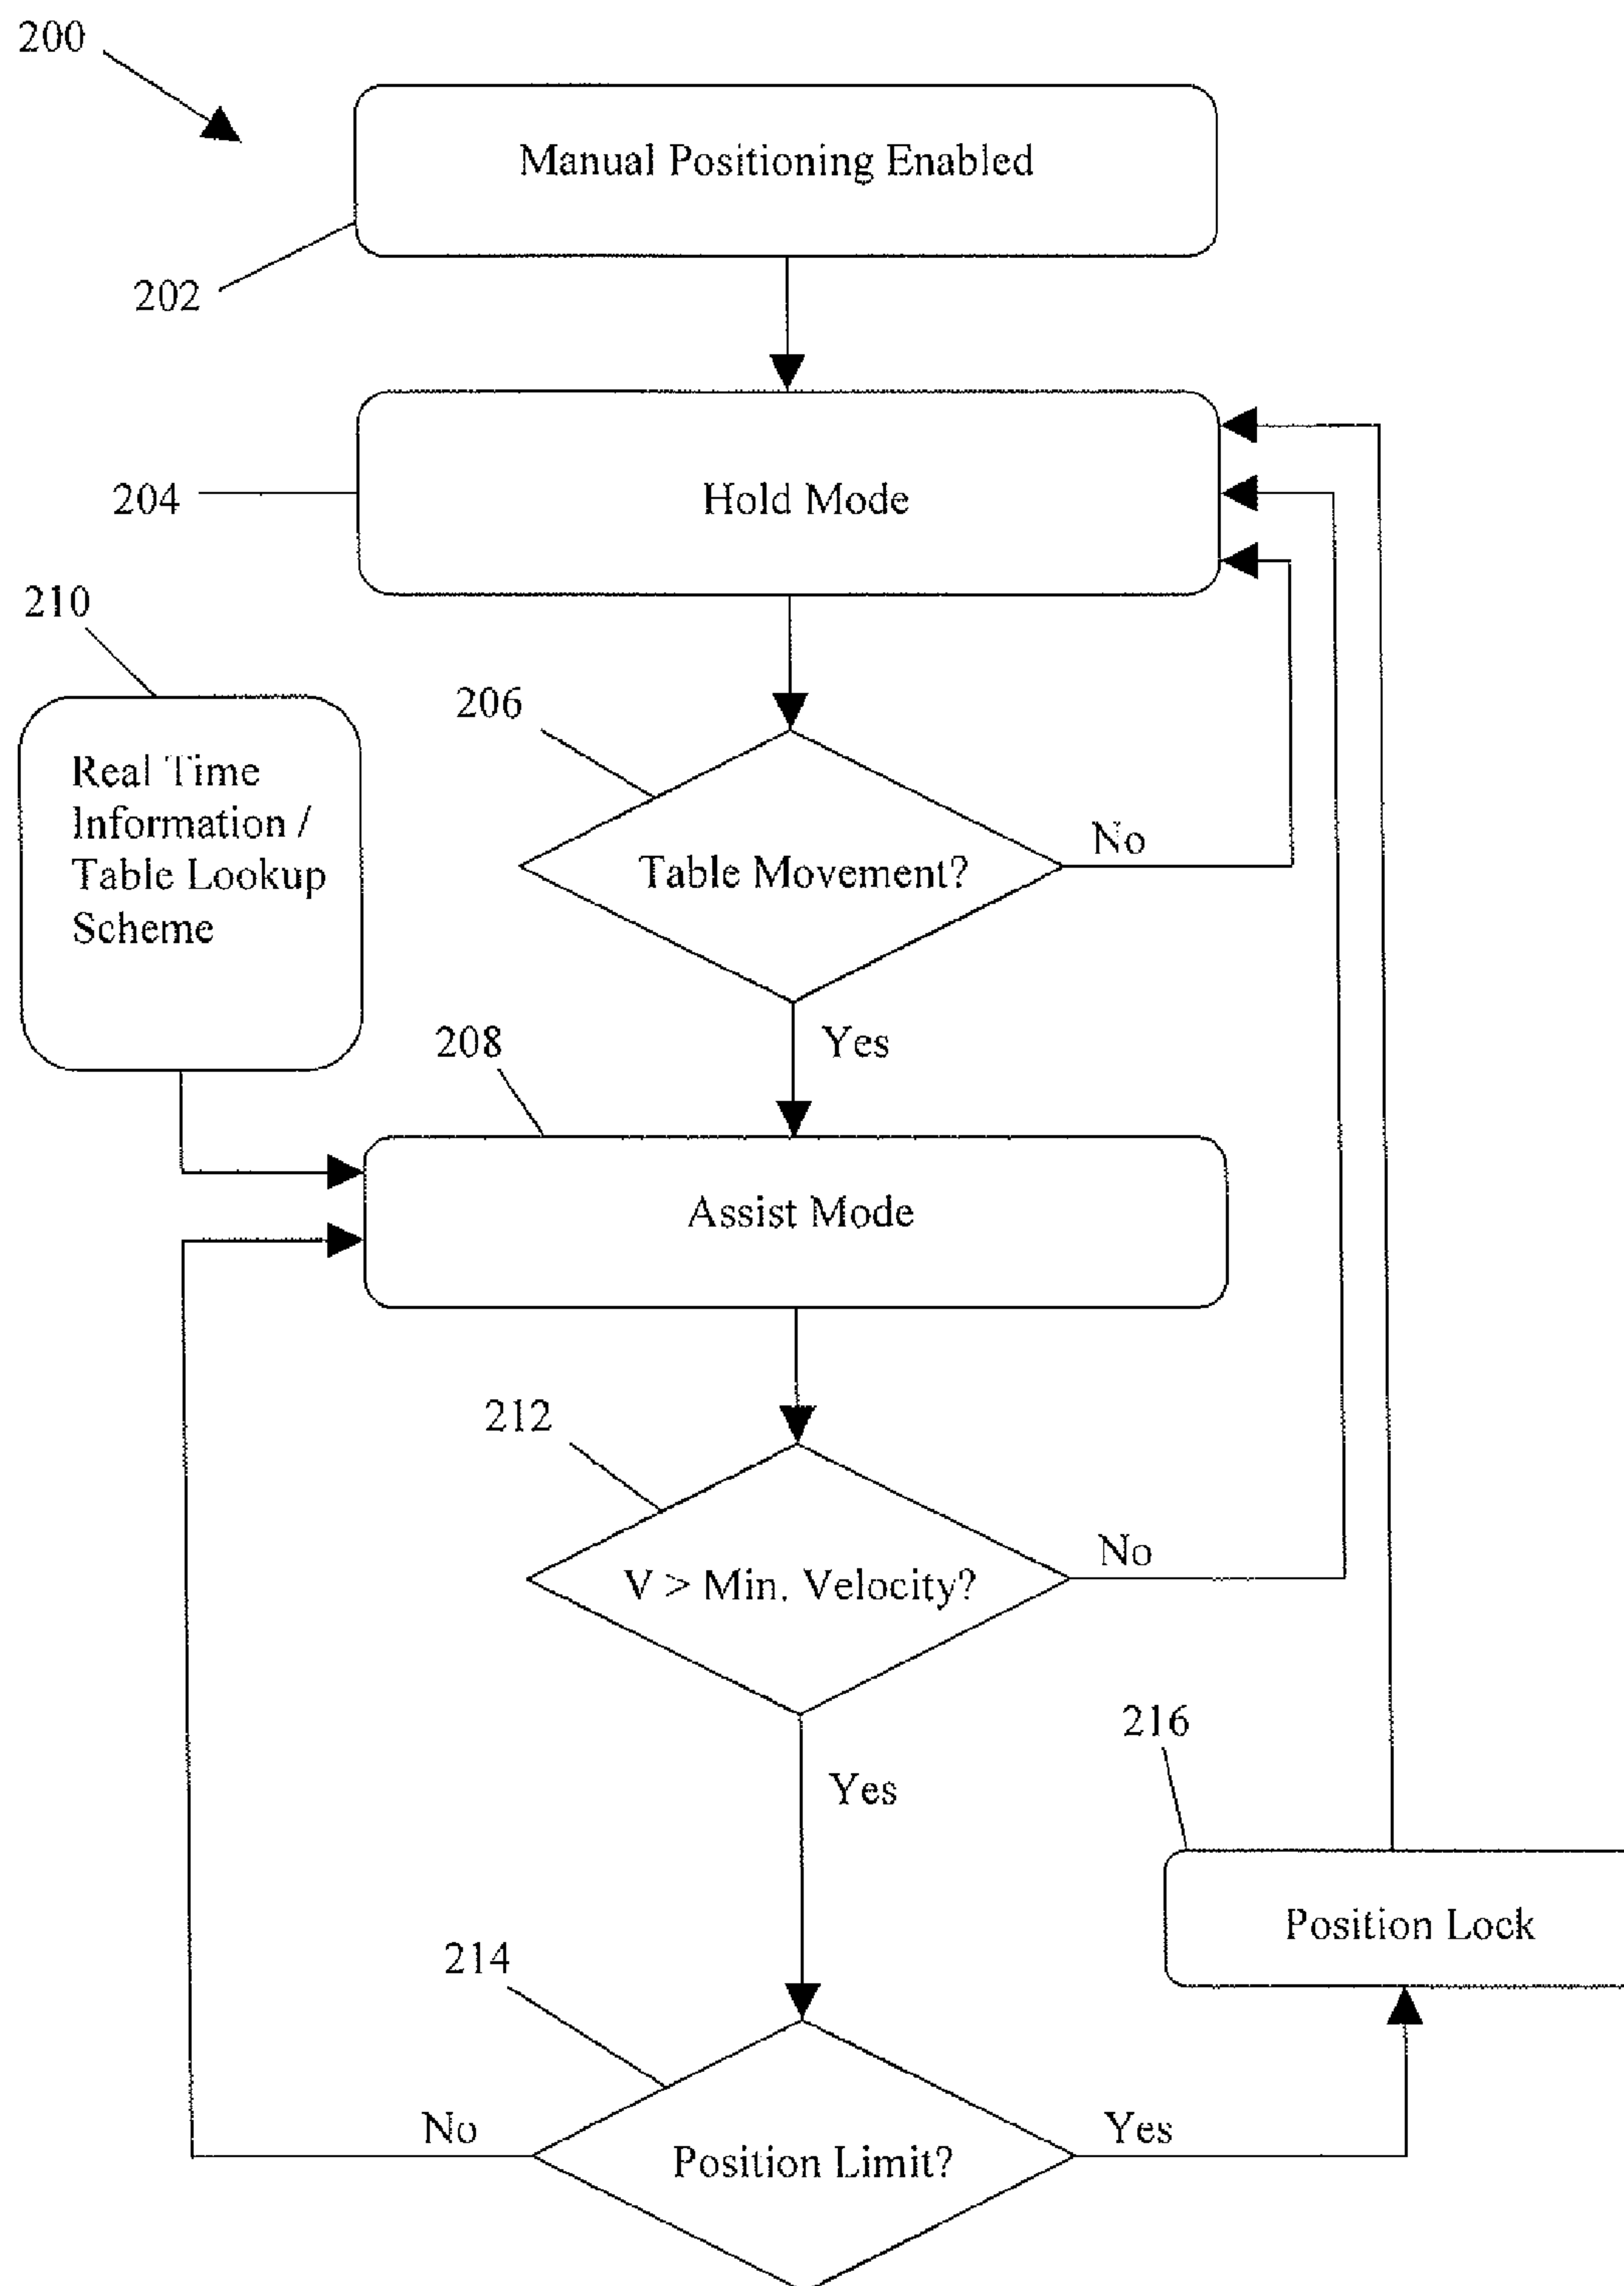 200
Manual Positioning Enabled
202
204
Hold Mode
210
206
Real Time
Information /
Table Lookup
Scheme
Table Movement?
No
208
Yes
Assist Mode
212
V > Min. Velocity?
No
Yes
216
Position Lock
214
No
Position Limit?
Yes